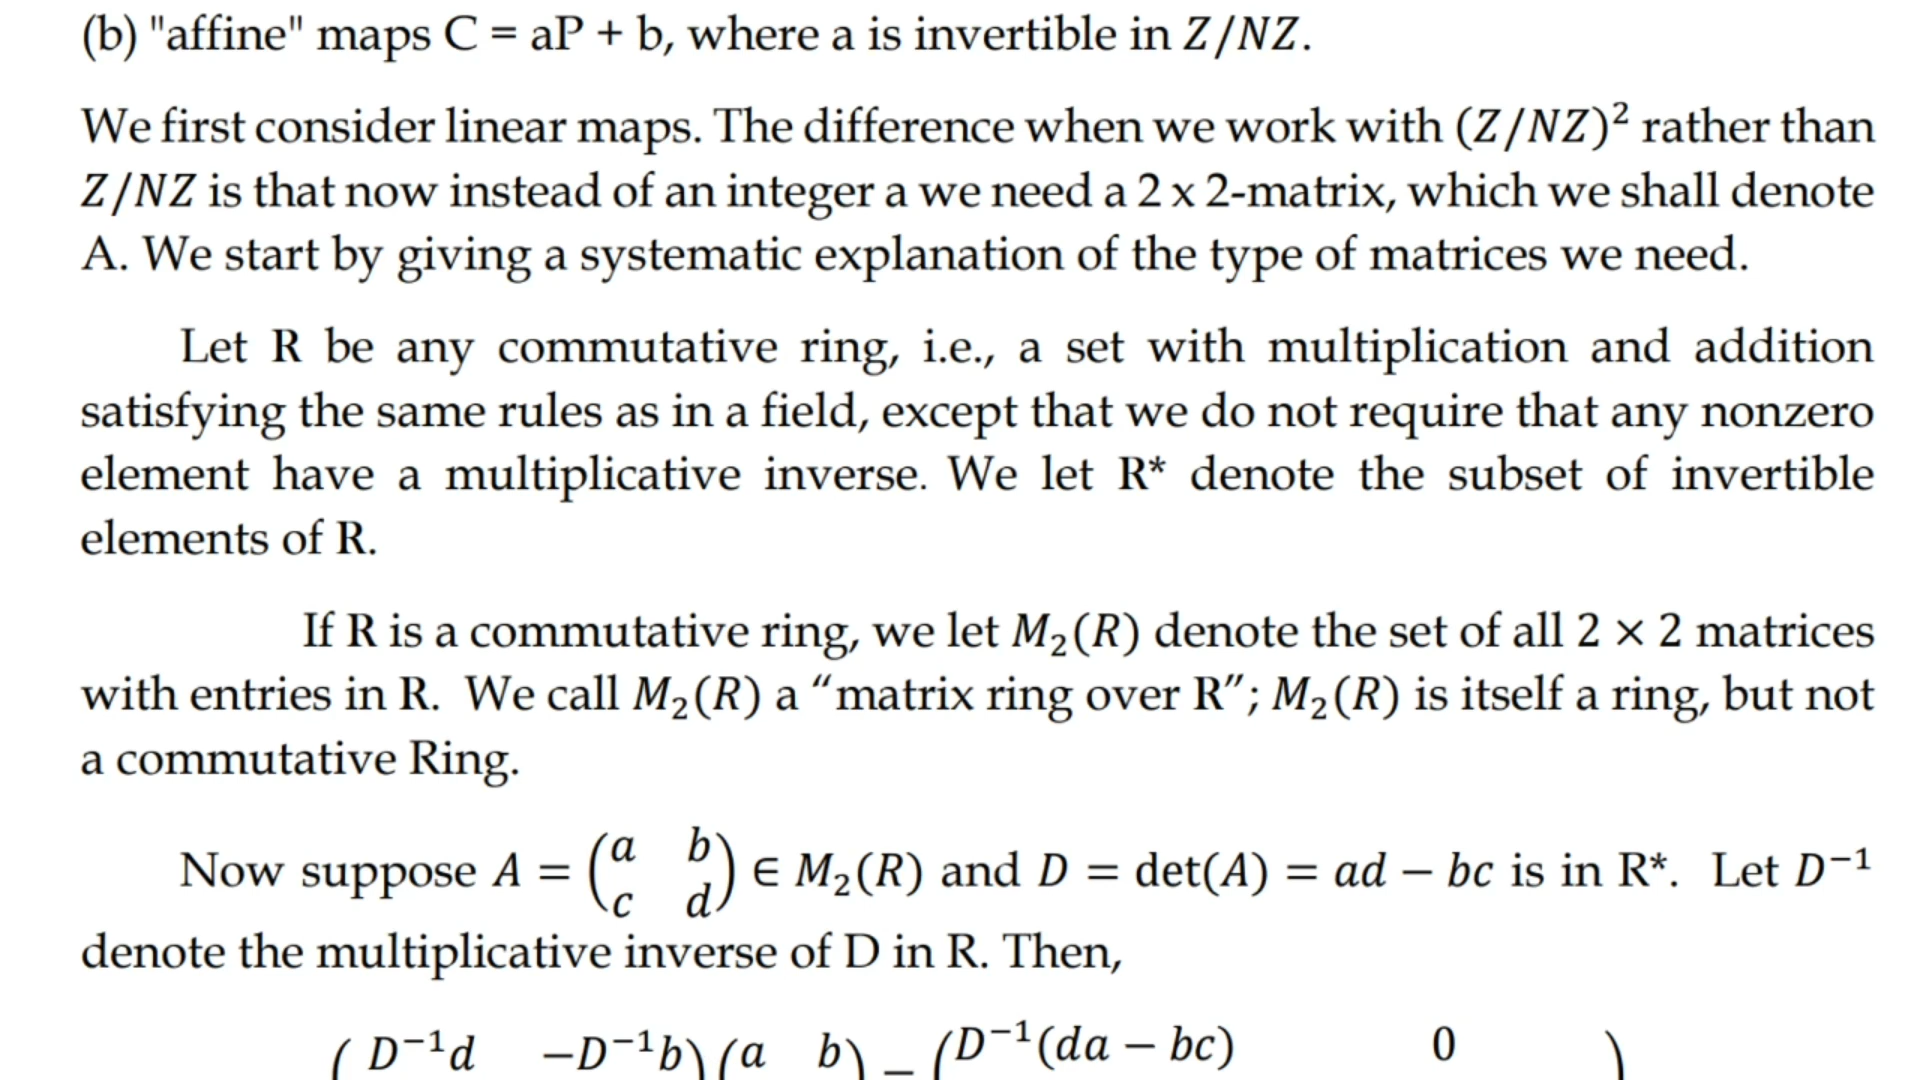 (b) "affine" maps C = aP + b, where a is invertible in Z/NZ.
We first consider linear maps. The difference when we work with (Z/NZ)² rather than
Z/NZ is that now instead of an integer a we need a 2 x 2-matrix, which we shall denote
A. We start by giving a systematic explanation of the type of matrices we need.
Let R be any commutative ring, i.e., a set with multiplication and addition
satisfying the same rules as in a field, except that we do not require that any nonzero
element have a multiplicative inverse. We let R* denote the subset of invertible
elements of R.
If R is a commutative ring, we let M₂(R) denote the set of all 2 × 2 matrices
with entries in R. We call M₂(R) a “matrix ring over R”; M₂(R) is itself a ring, but not
a commutative Ring.
Now suppose A = (a b c d) ∈ M₂(R) and D = det(A) = ad − bc is in R*. Let D⁻¹
denote the multiplicative inverse of D in R. Then,
( D⁻¹d −D⁻¹b) (a b) = (D⁻¹(da − bc) 0 )